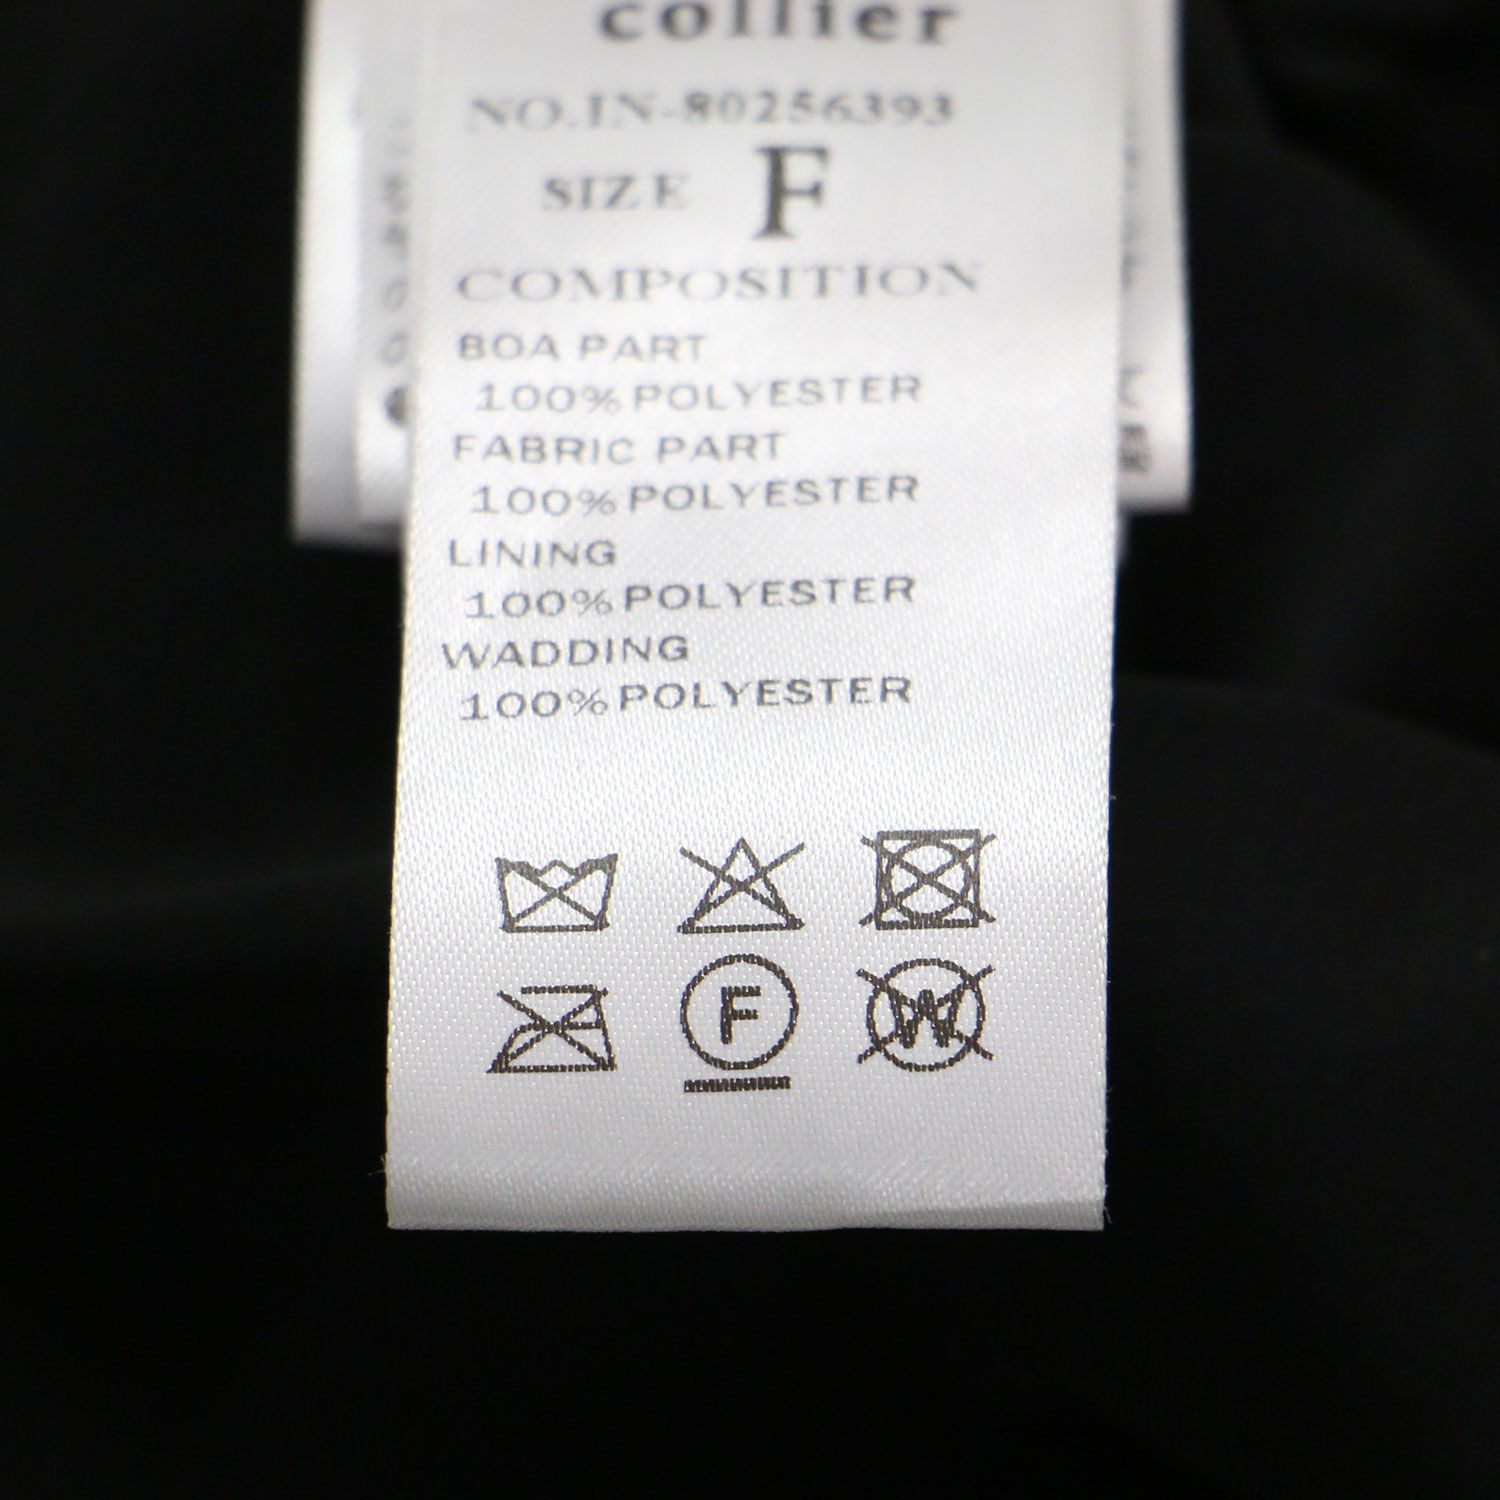 collier
NO.IN-80256393
SIZE F
COMPOSITION
BOA PART
100%POLYESTER
FABRIC PART
100%POLYESTER
LINING
100%POLYESTER
WADDING
100%POLYESTER
F W